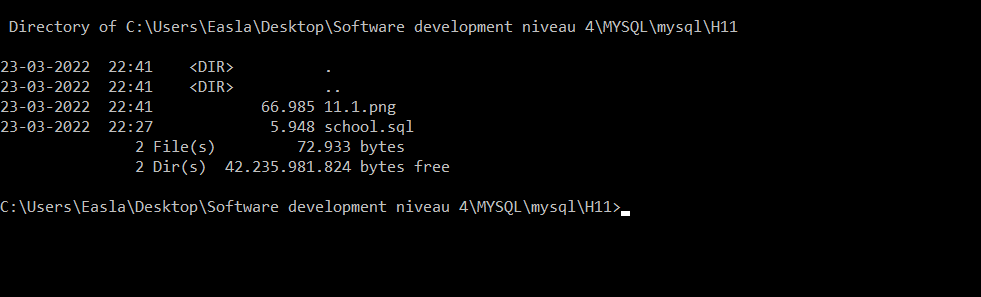 Directory of C:\Users\Easla\Desktop\Software development niveau 4\MYSQL\mysql\H11
23-03-2022  22:41    <DIR>          .
23-03-2022  22:41    <DIR>          ..
23-03-2022  22:41            66.985 11.1.png
23-03-2022  22:27             5.948 school.sql
               2 File(s)         72.933 bytes
               2 Dir(s)  42.235.981.824 bytes free
C:\Users\Easla\Desktop\Software development niveau 4\MYSQL\mysql\H11>